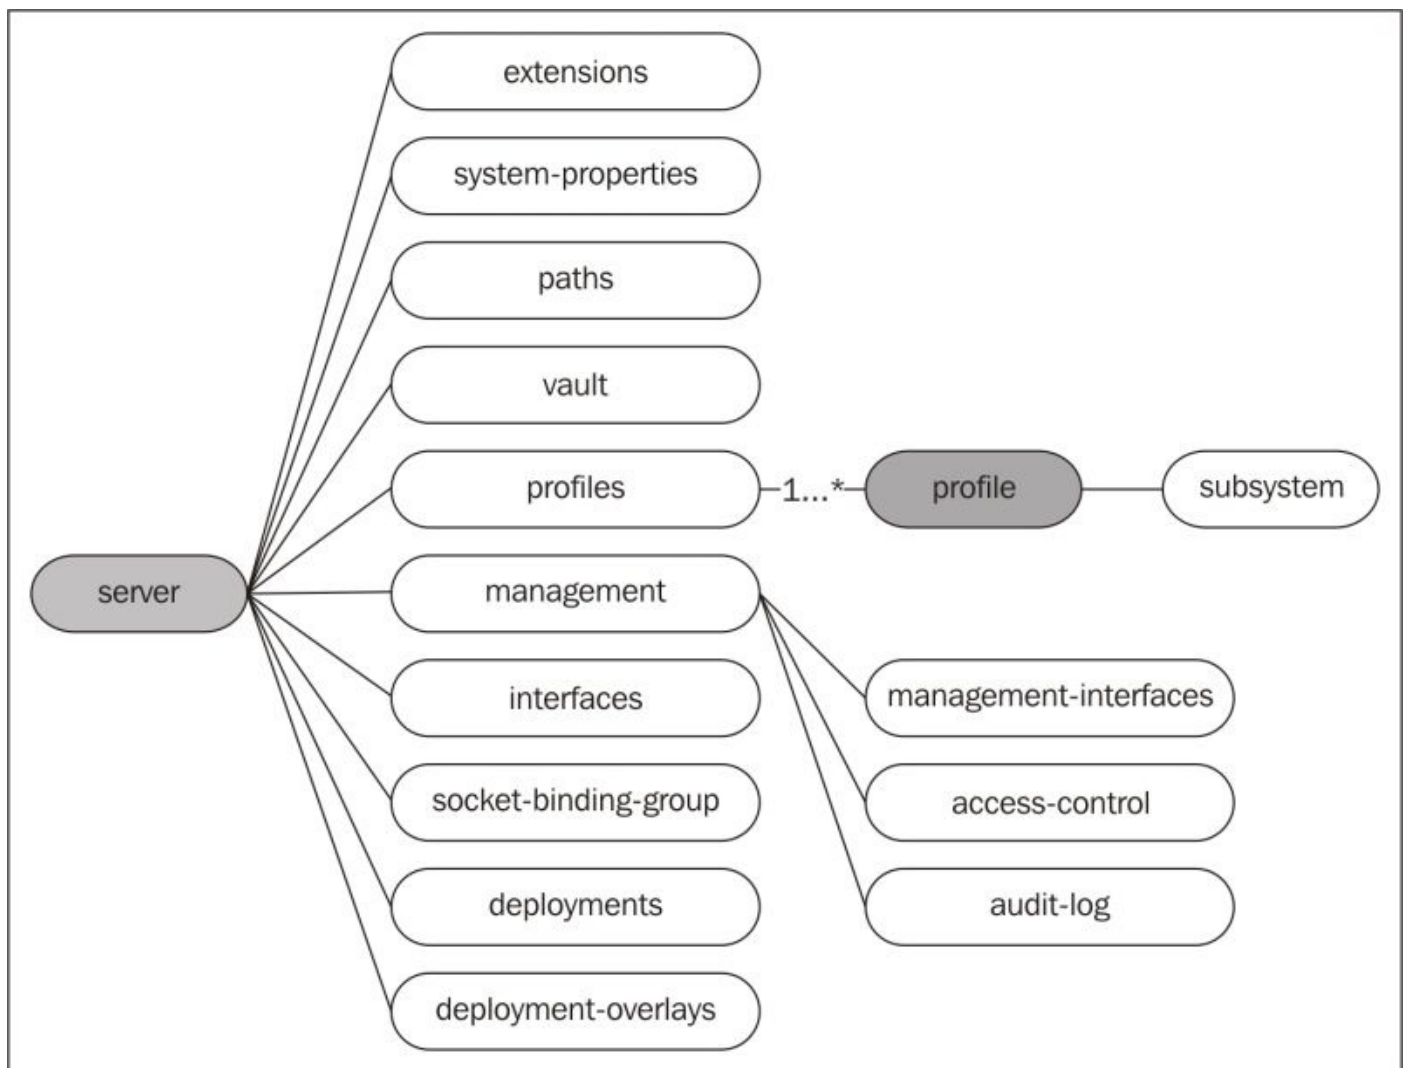 extensions
system-properties
paths
vault
profiles
1...*
profile
subsystem
server
management
interfaces
management-interfaces
socket-binding-group
access-control
deployments
audit-log
deployment-overlays